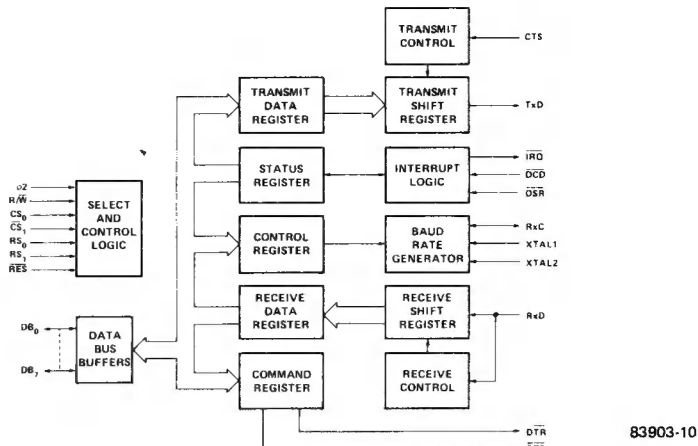 TRANSMIT
CONTROL
CTS
TRANSMIT
DATA
REGISTER
TRANSMIT
SHIFT
REGISTER
TxD
STATUS
REGISTER
INTERRUPT
LOGIC
IRQ
DCD
DSR
ø2
R/W
CS0
CS1
RS0
RS1
RES
SELECT
AND
CONTROL
LOGIC
CONTROL
REGISTER
BAUD
RATE
GENERATOR
RxC
XTAL1
XTAL2
DB0
DB7
DATA
BUS
BUFFERS
RECEIVE
DATA
REGISTER
RECEIVE
SHIFT
REGISTER
RxD
COMMAND
REGISTER
RECEIVE
CONTROL
DTR
83903-10